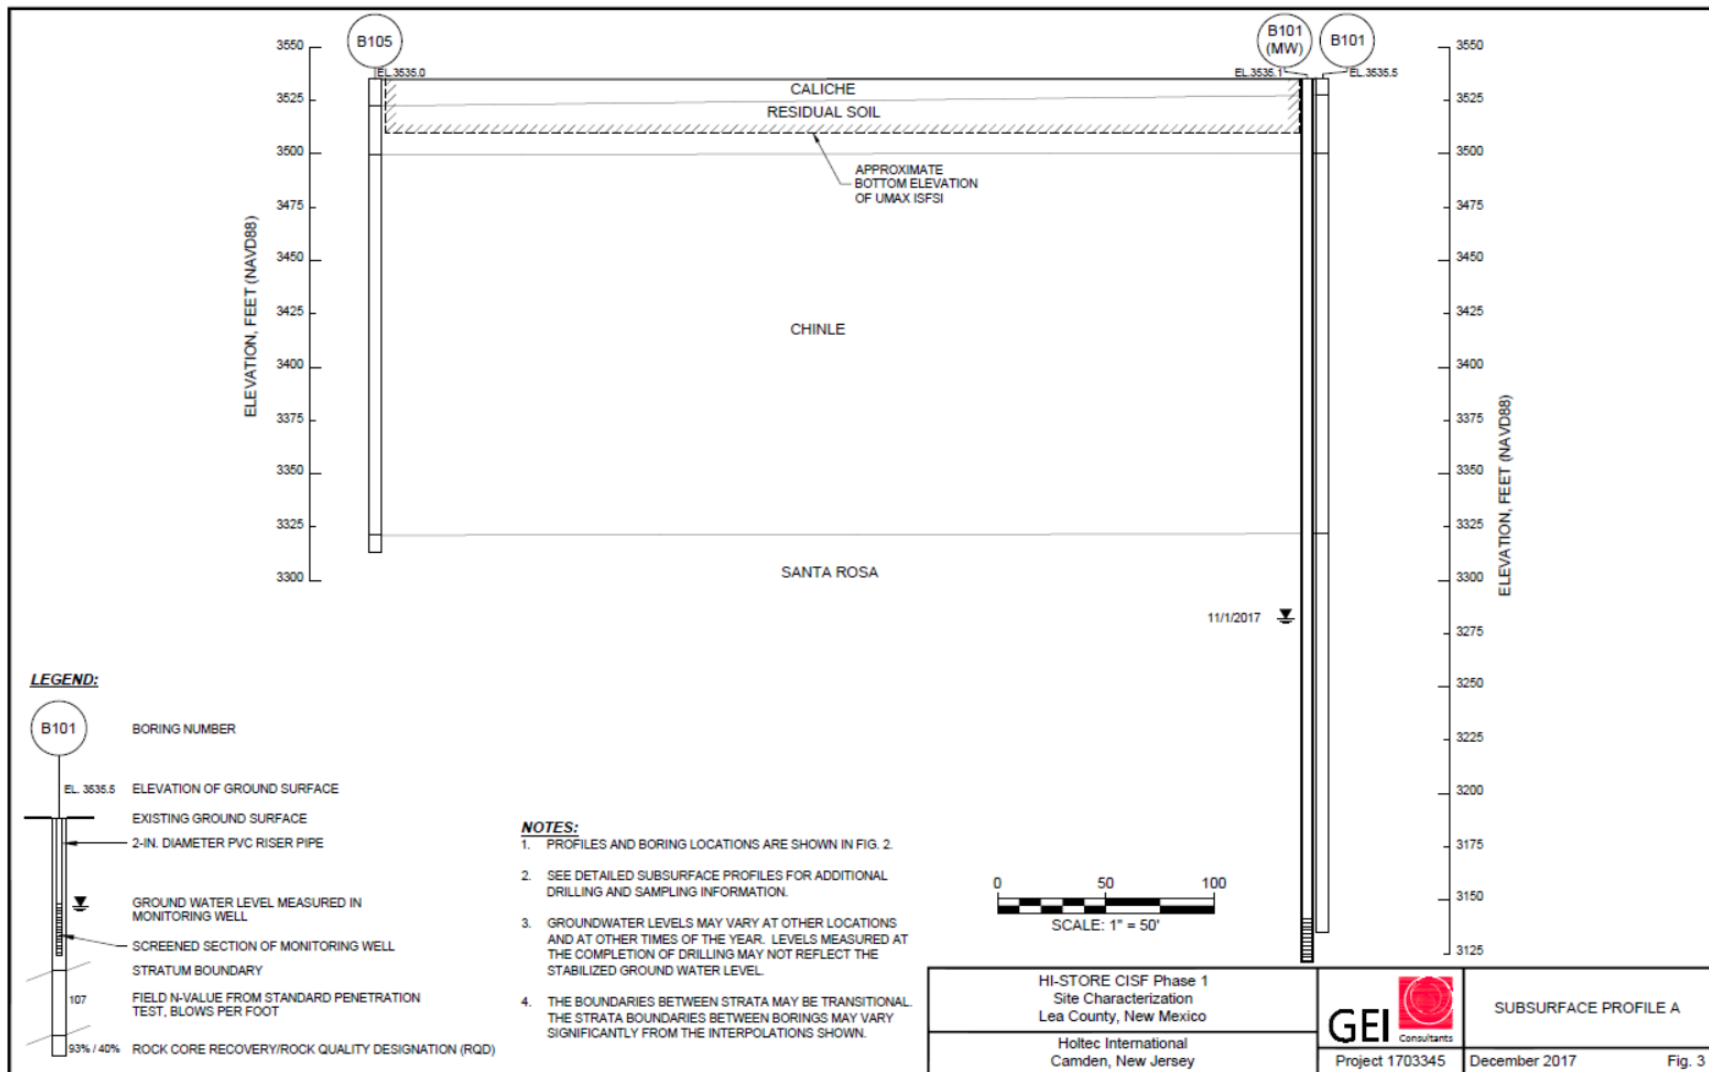 B105
B101
(MW)
B101
3550
3550
EL.3535.0
EL.3535.1
EL.3535.5
CALICHE
3525
3525
RESIDUAL SOIL
3500
3500
APPROXIMATE
BOTTOM ELEVATION
OF UMAX ISFSI
3475
3475
3450
3450
3425
3425
CHINLE
3400
3400
3375
3375
3350
3350
3325
3325
3300
3300
SANTA ROSA
ELEVATION, FEET (NAVD88)
ELEVATION, FEET (NAVD88)
11/1/2017
3275
3250
3225
3200
3175
3150
3125
LEGEND:
B101
BORING NUMBER
EL. 3535.5
ELEVATION OF GROUND SURFACE
EXISTING GROUND SURFACE
2-IN. DIAMETER PVC RISER PIPE
GROUND WATER LEVEL MEASURED IN
MONITORING WELL
SCREENED SECTION OF MONITORING WELL
STRATUM BOUNDARY
107
FIELD N-VALUE FROM STANDARD PENETRATION
TEST, BLOWS PER FOOT
93% / 40%
ROCK CORE RECOVERY/ROCK QUALITY DESIGNATION (RQD)
NOTES:
1. PROFILES AND BORING LOCATIONS ARE SHOWN IN FIG. 2.
2. SEE DETAILED SUBSURFACE PROFILES FOR ADDITIONAL
DRILLING AND SAMPLING INFORMATION.
3. GROUNDWATER LEVELS MAY VARY AT OTHER LOCATIONS
AND AT OTHER TIMES OF THE YEAR. LEVELS MEASURED AT
THE COMPLETION OF DRILLING MAY NOT REFLECT THE
STABILIZED GROUND WATER LEVEL.
4. THE BOUNDARIES BETWEEN STRATA MAY BE TRANSITIONAL.
THE STRATA BOUNDARIES BETWEEN BORINGS MAY VARY
SIGNIFICANTLY FROM THE INTERPOLATIONS SHOWN.
0 50 100
SCALE: 1" = 50'
HI-STORE CISF Phase 1
Site Characterization
Lea County, New Mexico
Holtec International
Camden, New Jersey
GEI Consultants
Project 1703345
SUBSURFACE PROFILE A
December 2017
Fig. 3